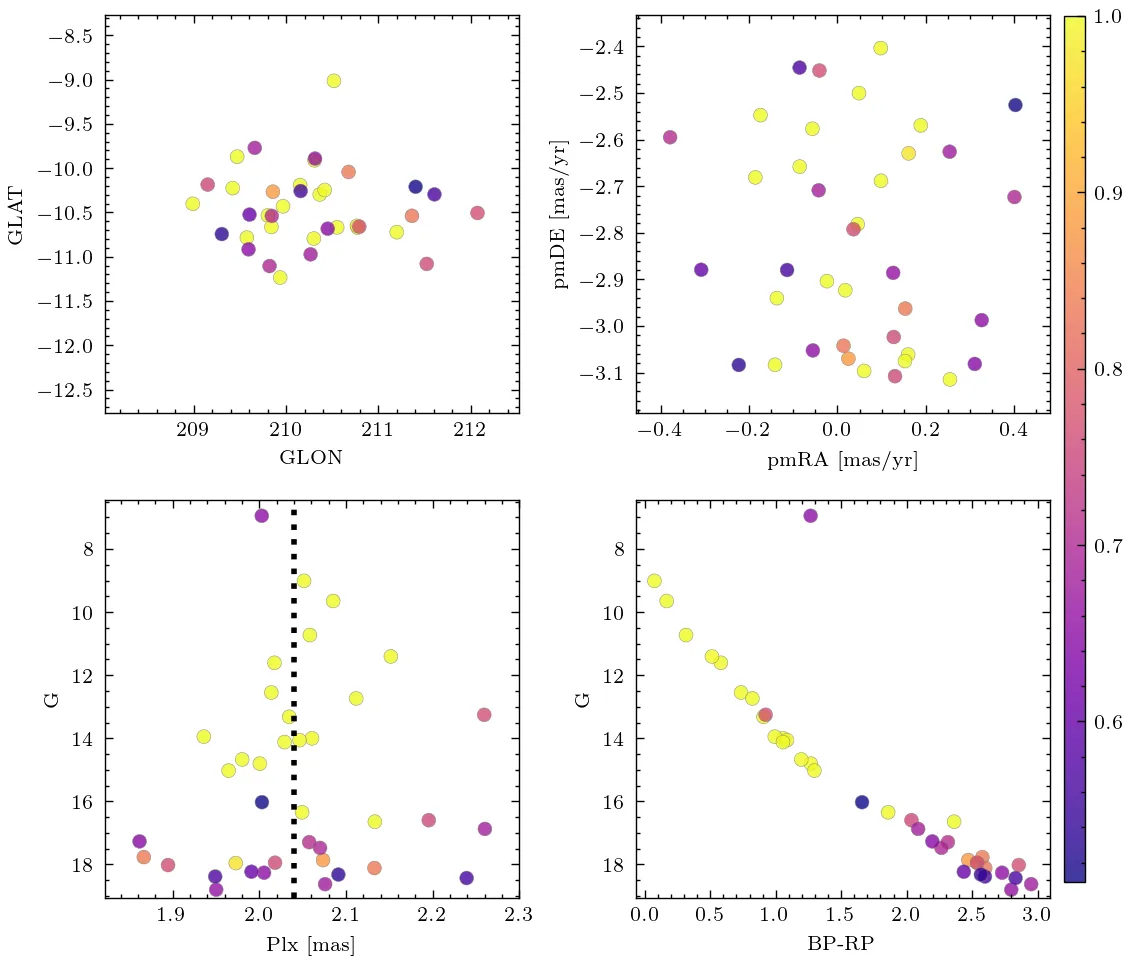 −8.5
−9.0
−9.5
−10.0
−10.5
−11.0
−11.5
−12.0
−12.5
GLAT
209 210 211 212
GLON
−2.4
−2.5
−2.6
−2.7
−2.8
−2.9
−3.0
−3.1
pmDE [mas/yr]
−0.4 −0.2 0.0 0.2 0.4
pmRA [mas/yr]
8
10
12
14
16
18
G
1.9 2.0 2.1 2.2 2.3
Plx [mas]
8
10
12
14
16
18
G
0.0 0.5 1.0 1.5 2.0 2.5 3.0
BP-RP
1.0
0.9
0.8
0.7
0.6